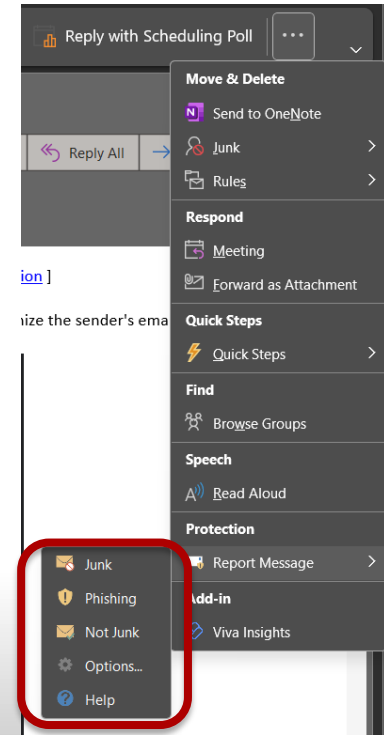 Reply with Scheduling Poll
Move & Delete
Send to OneNote
Reply All
Junk
Rules
Respond
Meeting
ion ]
Forward as Attachment
nize the sender's ema
Quick Steps
Quick Steps
Find
Browse Groups
Speech
Read Aloud
Protection
Junk
Report Message
Phishing
Add-in
Not Junk
Viva Insights
Options...
Help